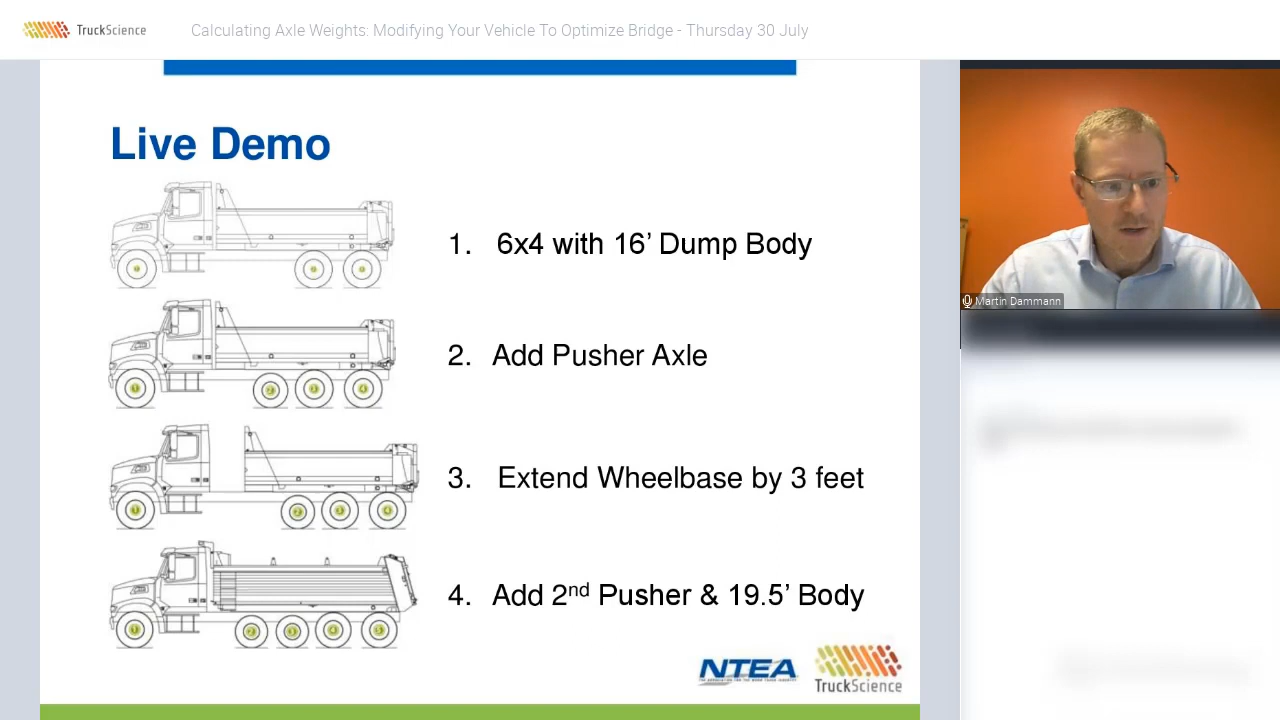 TruckScience
Calculating Axle Weights: Modifying Your Vehicle To Optimize Bridge - Thursday 30 July
Live Demo
1. 6x4 with 16’ Dump Body
2. Add Pusher Axle
3. Extend Wheelbase by 3 feet
4. Add 2nd Pusher & 19.5’ Body
NTEA
TruckScience
Martin Dammann